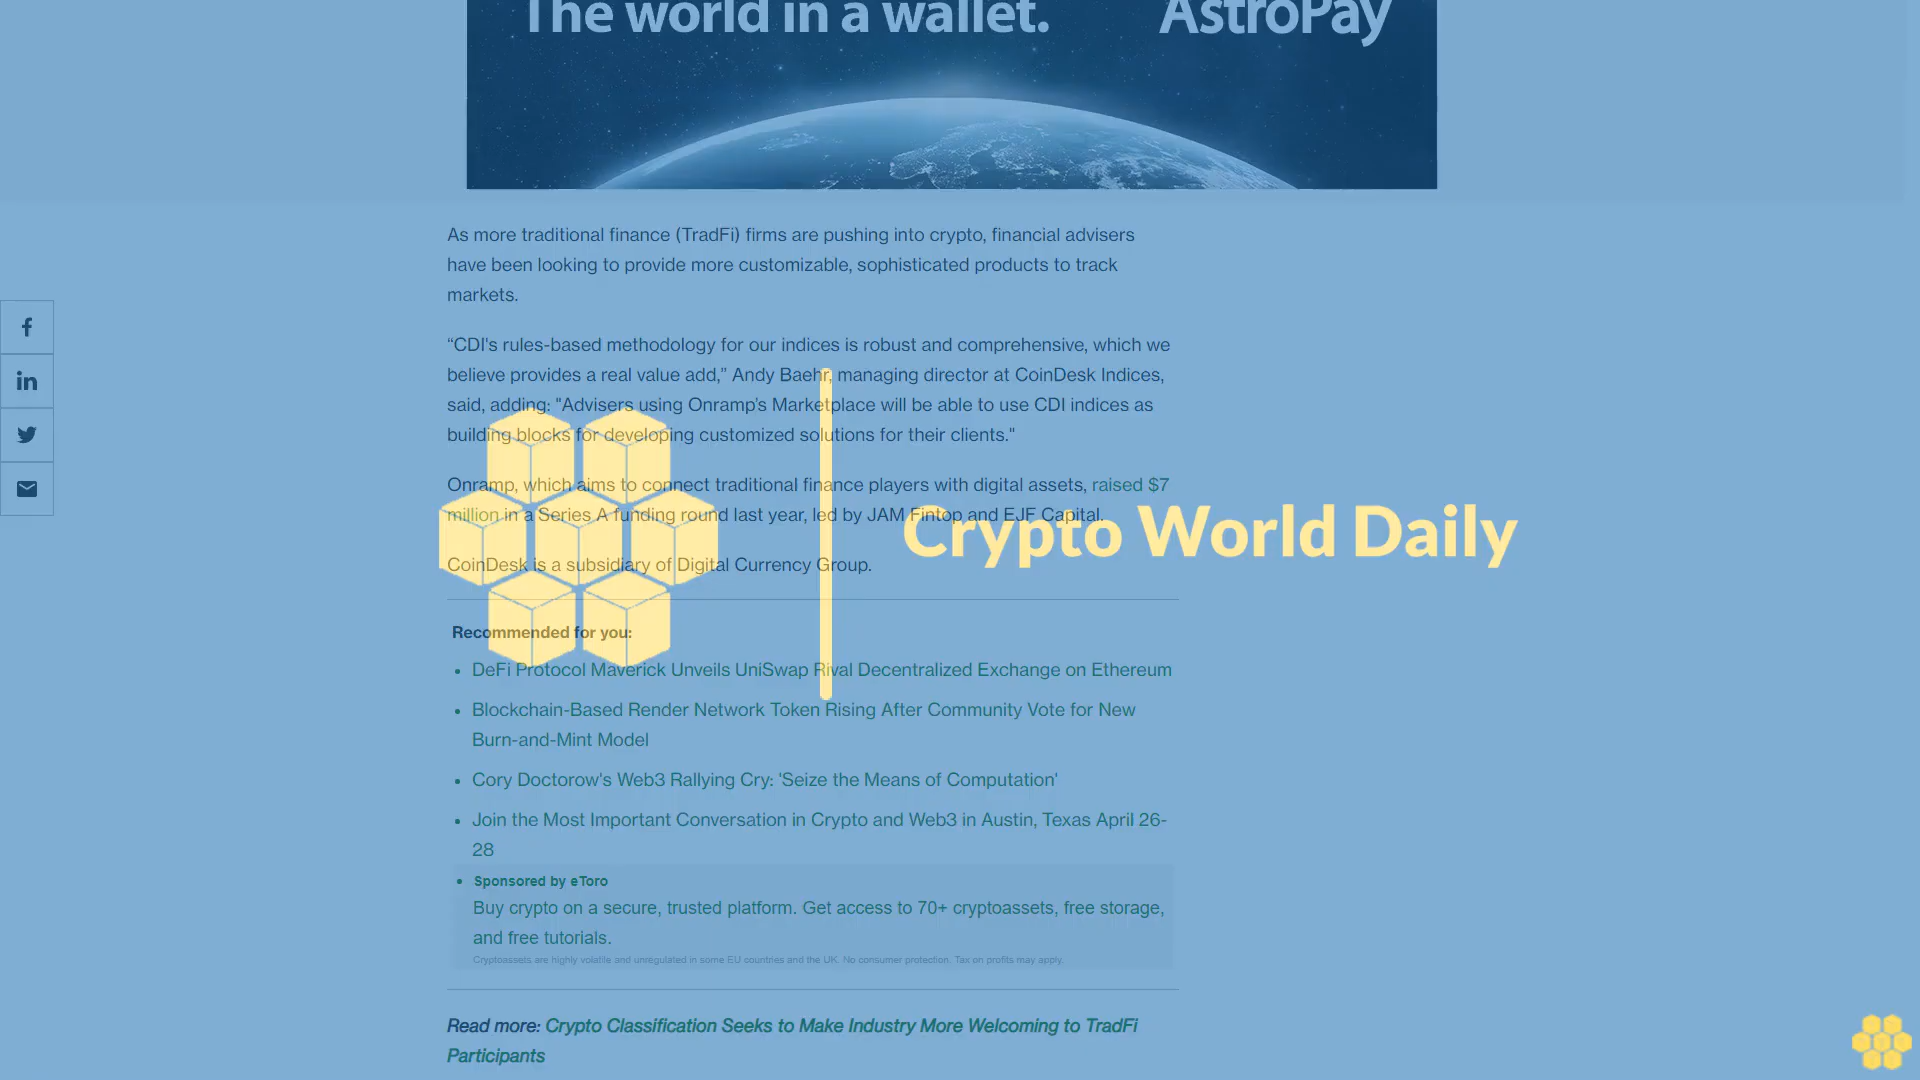 The world in a wallet.
AstroPay
As more traditional finance (TradFi) firms are pushing into crypto, financial advisers
have been looking to provide more customizable, sophisticated products to track
markets.
“CDI's rules-based methodology for our indices is robust and comprehensive, which we
believe provides a real value add,” Andy Baehr, managing director at CoinDesk Indices,
said, adding: "Advisers using Onramp’s Marketplace will be able to use CDI indices as
building blocks for developing customized solutions for their clients."
Onramp, which aims to connect traditional finance players with digital assets, raised $7
million in a Series A funding round last year, led by JAM Fintop and EJF Capital.
Crypto World Daily
CoinDesk is a subsidiary of Digital Currency Group.
Recommended for you:
• DeFi Protocol Maverick Unveils UniSwap Rival Decentralized Exchange on Ethereum
• Blockchain-Based Render Network Token Rising After Community Vote for New
Burn-and-Mint Model
• Cory Doctorow's Web3 Rallying Cry: 'Seize the Means of Computation'
• Join the Most Important Conversation in Crypto and Web3 in Austin, Texas April 26-
28
• Sponsored by eToro
Buy crypto on a secure, trusted platform. Get access to 70+ cryptoassets, free storage,
and free tutorials.
Cryptoassets are highly volatile and unregulated in some EU countries and the UK. No consumer protection. Tax on profits may apply.
Read more: Crypto Classification Seeks to Make Industry More Welcoming to TradFi
Participants